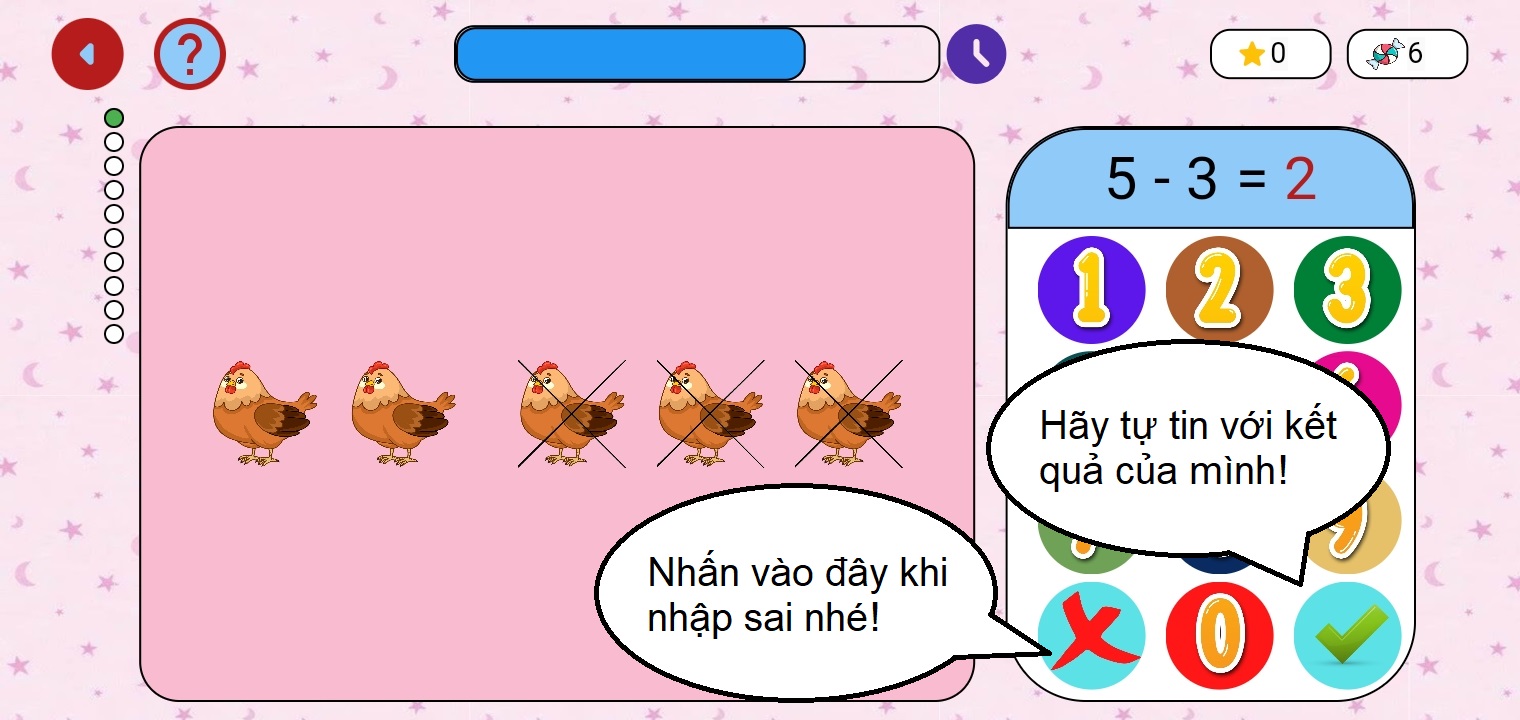 ?
0
6
5 - 3 = 2
1 2 3
Hãy tự tin với kết
quả của mình!
Nhấn vào đây khi
nhập sai nhé!
0